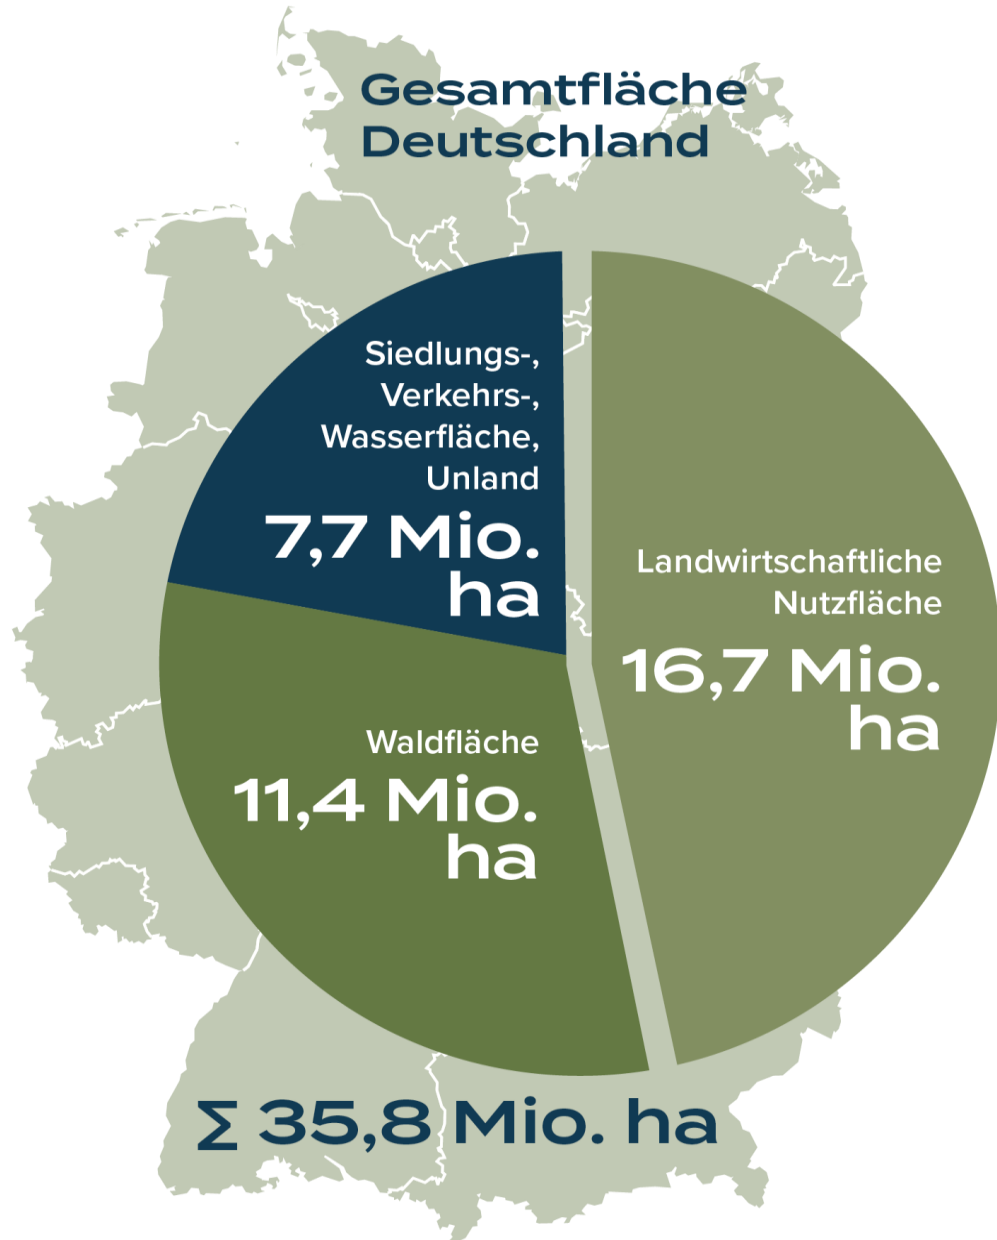 Gesamtfläche
Deutschland
Siedlungs-,
Verkehrs-,
Wasserfläche,
Unland
7,7 Mio.
ha
Landwirtschaftliche
Nutzfläche
16,7 Mio.
ha
Waldfläche
11,4 Mio.
ha
∑ 35,8 Mio. ha